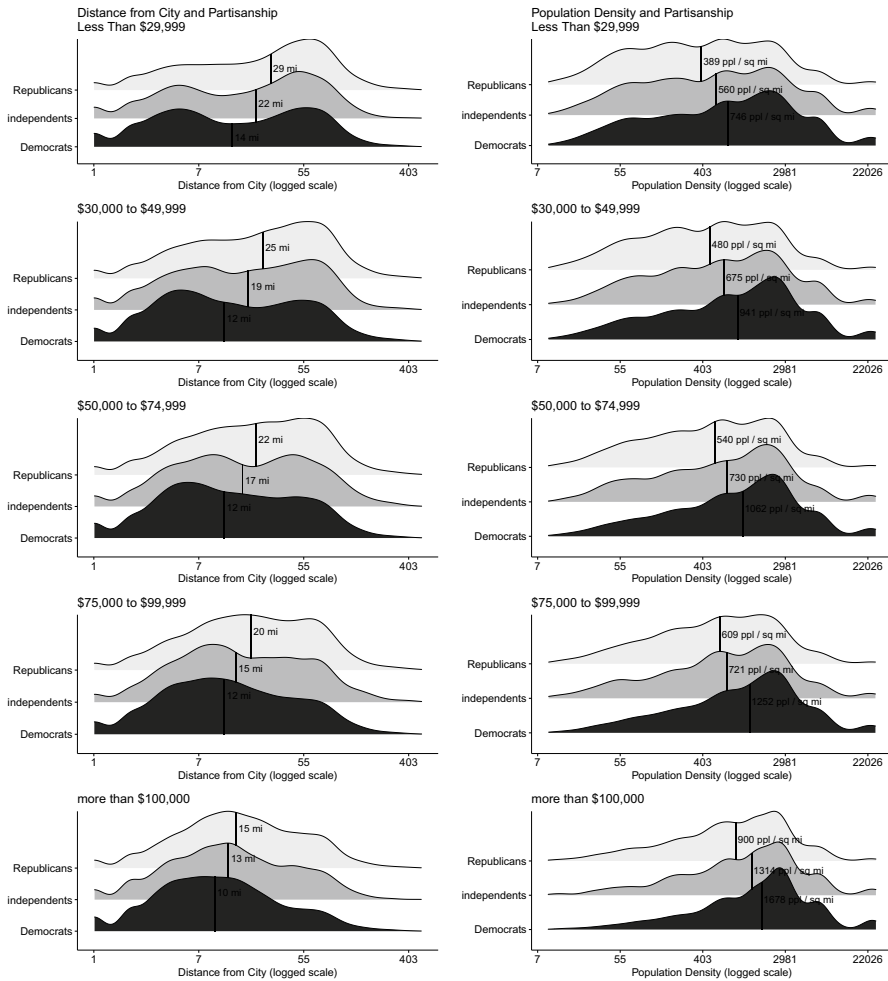 Distance from City and Partisanship
Less Than $29,999
29 mi
Republicans
22 mi
independents
14 mi
Democrats
1 7 55 403
Distance from City (logged scale)
Population Density and Partisanship
Less Than $29,999
389 ppl / sq mi
Republicans
560 ppl / sq mi
independents
746 ppl / sq mi
Democrats
7 55 403 2981 22026
Population Density (logged scale)
$30,000 to $49,999
25 mi
Republicans
19 mi
independents
12 mi
Democrats
1 7 55 403
Distance from City (logged scale)
$30,000 to $49,999
480 ppl / sq mi
Republicans
675 ppl / sq mi
independents
941 ppl / sq mi
Democrats
7 55 403 2981 22026
Population Density (logged scale)
$50,000 to $74,999
22 mi
Republicans
17 mi
independents
12 mi
Democrats
1 7 55 403
Distance from City (logged scale)
$50,000 to $74,999
540 ppl / sq mi
Republicans
730 ppl / sq mi
independents
1062 ppl / sq mi
Democrats
7 55 403 2981 22026
Population Density (logged scale)
$75,000 to $99,999
20 mi
Republicans
15 mi
independents
12 mi
Democrats
1 7 55 403
Distance from City (logged scale)
$75,000 to $99,999
609 ppl / sq mi
Republicans
721 ppl / sq mi
independents
1252 ppl / sq mi
Democrats
7 55 403 2981 22026
Population Density (logged scale)
more than $100,000
15 mi
Republicans
13 mi
independents
10 mi
Democrats
1 7 55 403
Distance from City (logged scale)
more than $100,000
900 ppl / sq mi
Republicans
1314 ppl / sq mi
independents
1678 ppl / sq mi
Democrats
7 55 403 2981 22026
Population Density (logged scale)